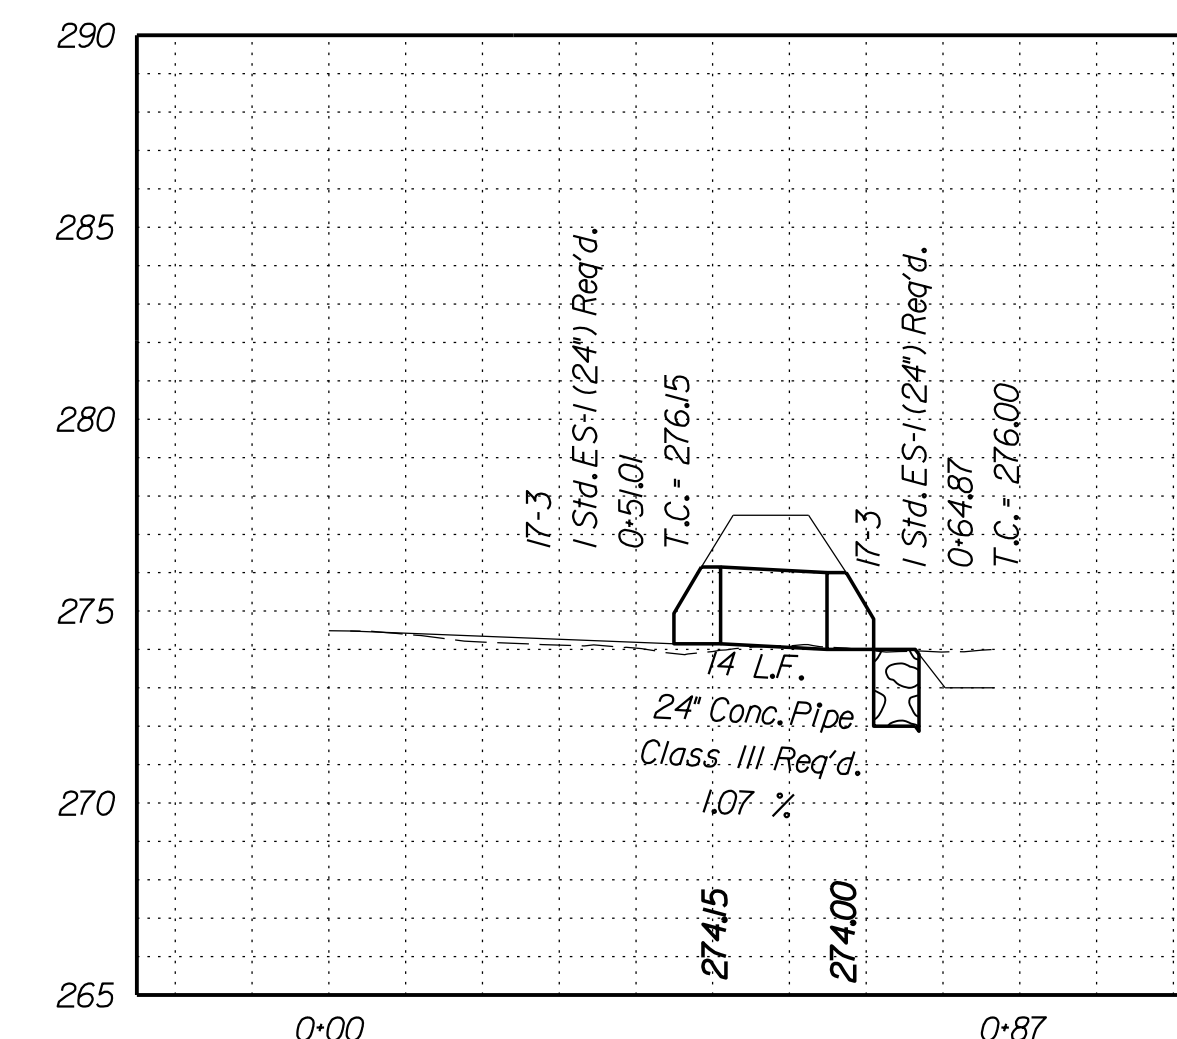 290
285
280
275
270
265
17-3
1 Std. ES-1 (24") Req'd.
0+51.01
T.C. = 276.15
17-3
1 Std. ES-1 (24") Req'd.
0+64.87
T.C. = 276.00
14 L.F.
24" Conc. Pipe
Class III Req'd.
1.07 %
274.15
274.00
0+00
0+87